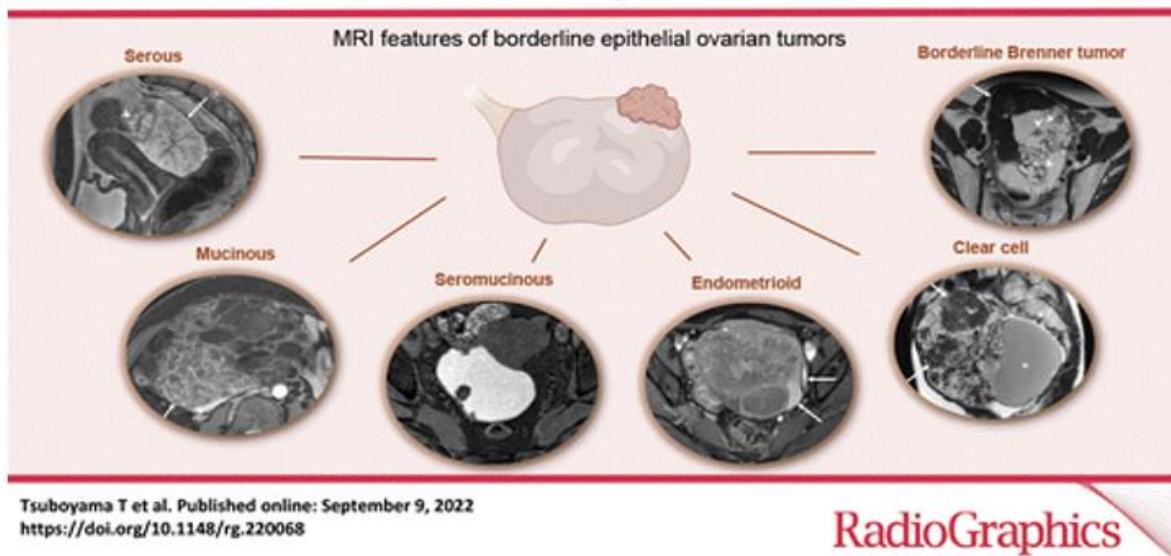 MRI features of borderline epithelial ovarian tumors
Serous
Borderline Brenner tumor
Mucinous
Seromucinous
Endometrioid
Clear cell
Tsuboyama T et al. Published online: September 9, 2022
https://doi.org/10.1148/rg.220068
RadioGraphics